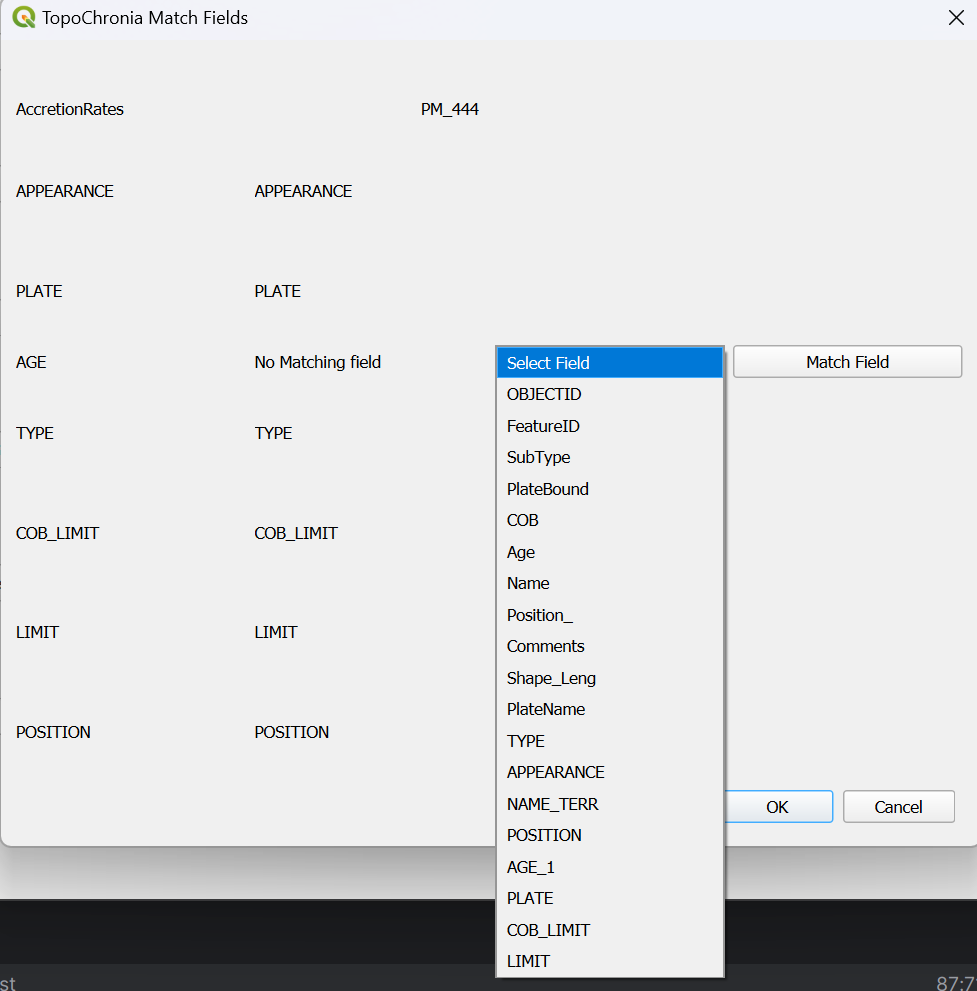 TopoChronia Match Fields
AccretionRates PM_444
APPEARANCE APPEARANCE
PLATE PLATE
AGE No Matching field Select Field Match Field
OBJECTID
FeatureID
TYPE TYPE
SubType
PlateBound
COB
COB_LIMIT COB_LIMIT
Age
Name
Position_
LIMIT LIMIT
Comments
Shape_Leng
PlateName
POSITION POSITION
TYPE
APPEARANCE
NAME_TERR
OK Cancel
POSITION
AGE_1
PLATE
COB_LIMIT
LIMIT
st 87:7